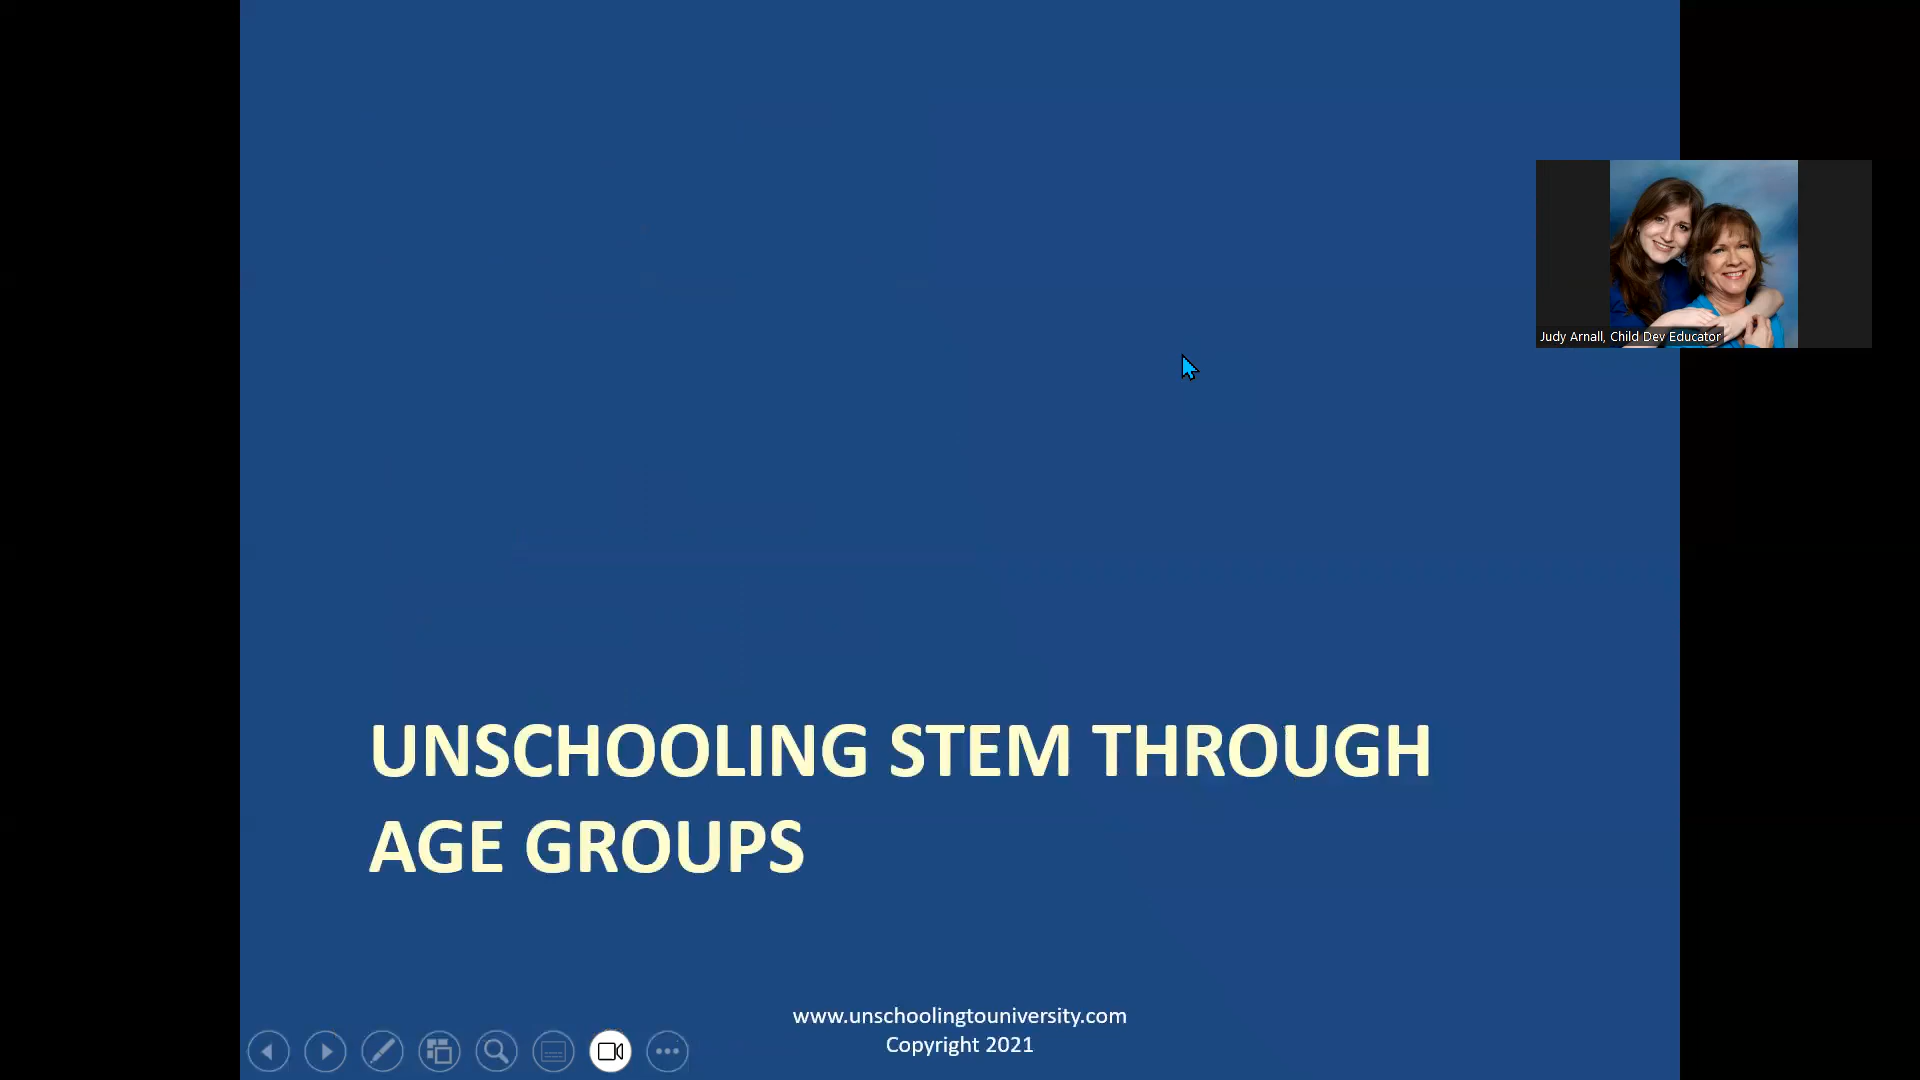 Judy Arnall, Child Dev Educator
UNSCHOOLING STEM THROUGH
AGE GROUPS
www.unschoolingtouniversity.com
Copyright 2021